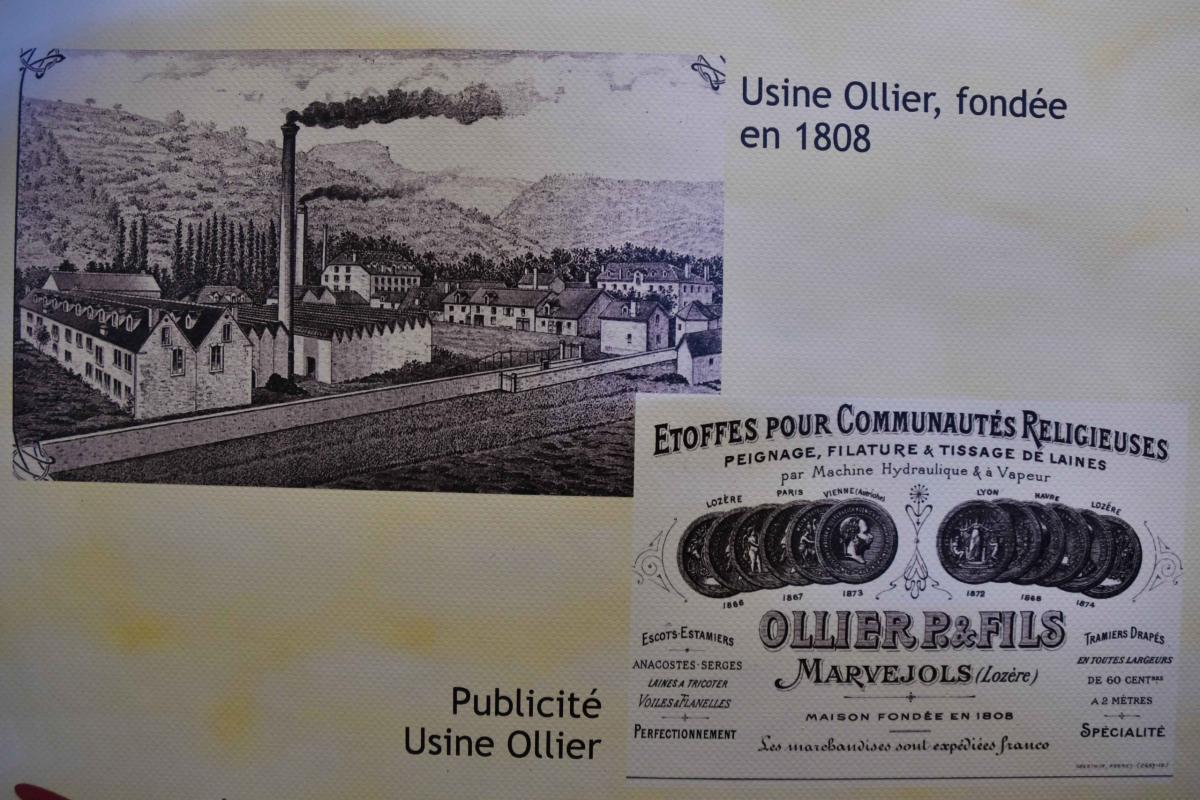 Usine Ollier, fondée
en 1808
ETOFFES POUR COMMUNAUTÉS RELIGIEUSES
PEIGNAGE, FILATURE & TISSAGE DE LAINES
par Machine Hydraulique & à Vapeur
LOZÈRE PARIS VIENNE (Autriche) LYON HAVRE LOZÈRE
1866 1867 1873 1872 1868 1874
OLLIER P. & FILS
MARVEJOLS (Lozère)
MAISON FONDÉE EN 1808
Les marchandises sont expédiées franco
ESCOTS-ESTAMIERS
ANACOSTES-SERGES
LAINES A TRICOTER
VOILES & FLANELLES
PERFECTIONNEMENT
TRAMIERS DRAPÉS
EN TOUTES LARGEURS
DE 60 CENTRES
A 2 MÈTRES
SPÉCIALITÉ
Publicité
Usine Ollier